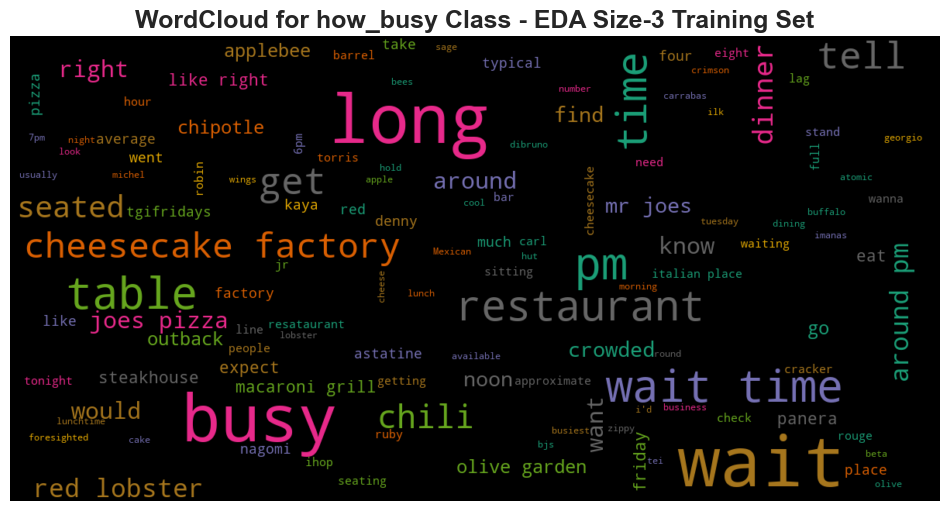 WordCloud for how_busy Class - EDA Size-3 Training Set
applebee
barrel
take
sage
typical
four
eight
tell
right
like right
bees
crimson
lag
pizza
hour
long
number
find
time
carrabas
dinner
ilk
chipotle
7pm
night
average
6pm
dibruno
stand
georgio
look
went
torris
hold
need
full
usually
michel
robin
wings
get
apple
around
cheesecake
atomic
seated
tgifridays
kaya
red
cool
bar
mr joes
wanna
denny
tuesday
buffalo
dining
imanas
cheesecake factory
Mexican
much
carl
hut
know
waiting
eat
around pm
jr
sitting
pm
italian place
table
factory
cheese
lunch
restaurant
morning
like
joes pizza
line
resataurant
lobster
go
outback
people
astatine
available
crowded
round
tonight
steakhouse
expect
macaroni grill
getting
noon
approximate
wait time
cracker
would
busy
chili
want
i'd
business
check
panera
lunchtime
foresighted
cake
nagomi
ruby
busiest
zippy
rouge
ihop
bjs
olive garden
friday
tei
wait
beta
place
red lobster
seating
olive